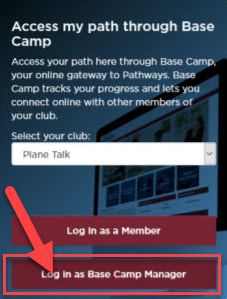 Access my path through Base
Camp
Access your path here through Base Camp,
your online gateway to Pathways. Base
Camp tracks your progress and lets you
connect online with other members of
your club.
Select your club:
Plane Talk
Log in as a Member
Log in as Base Camp Manager